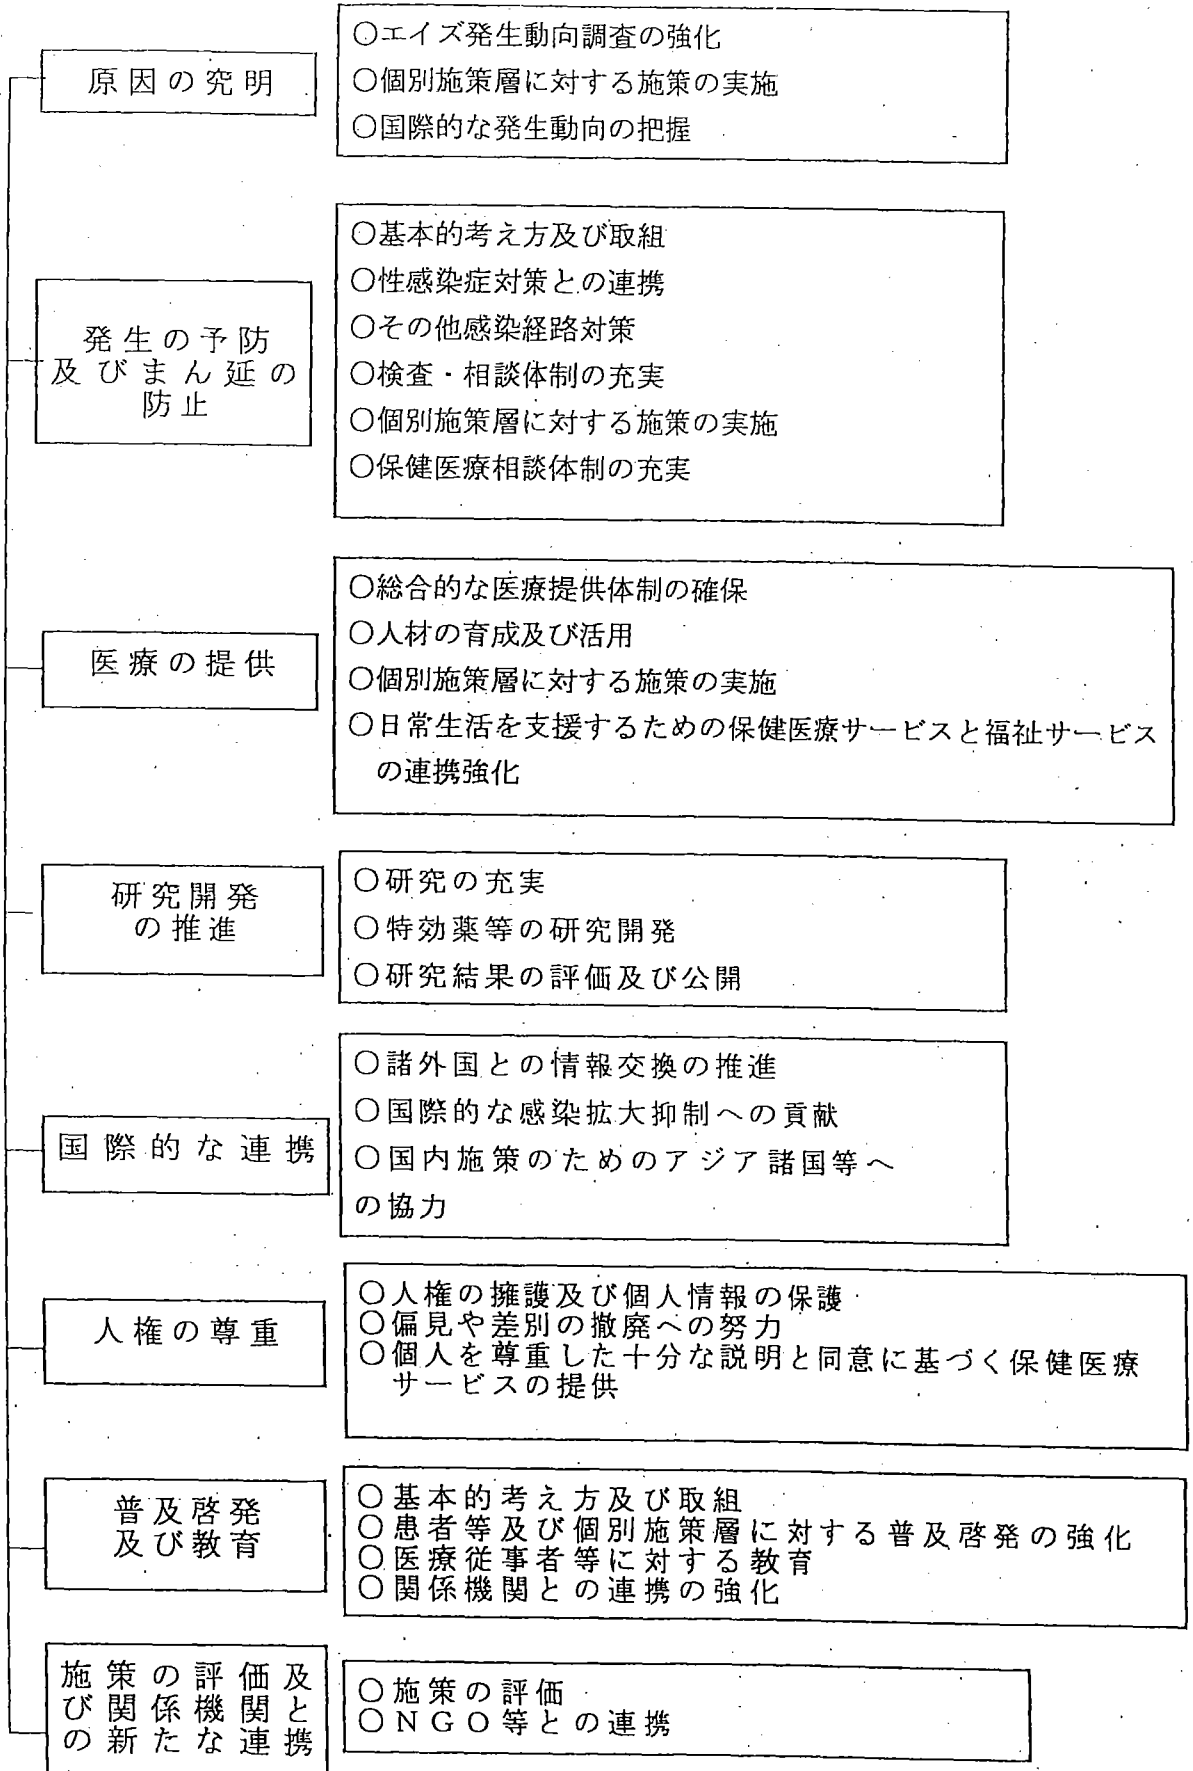 原因の究明
○エイズ発生動向調査の強化
○個別施策層に対する施策の実施
○国際的な発生動向の把握
発生の予防
及びまん延の
防止
○基本的考え方及び取組
○性感染症対策との連携
○その他感染経路対策
○検査・相談体制の充実
○個別施策層に対する施策の実施
○保健医療相談体制の充実
医療の提供
○総合的な医療提供体制の確保
○人材の育成及び活用
○個別施策層に対する施策の実施
○日常生活を支援するための保健医療サービスと福祉サービス
の連携強化
研究開発
の推進
○研究の充実
○特効薬等の研究開発
○研究結果の評価及び公開
国際的な連携
○諸外国との情報交換の推進
○国際的な感染拡大抑制への貢献
○国内施策のためのアジア諸国等へ
の協力
人権の尊重
○人権の擁護及び個人情報の保護
○偏見や差別の撤廃への努力
○個人を尊重した十分な説明と同意に基づく保健医療
サービスの提供
普及啓発
及び教育
○基本的考え方及び取組
○患者等及び個別施策層に対する普及啓発の強化
○医療従事者等に対する教育
○関係機関との連携の強化
施策の評価及
び関係機関と
の新たな連携
○施策の評価
○NGO等との連携